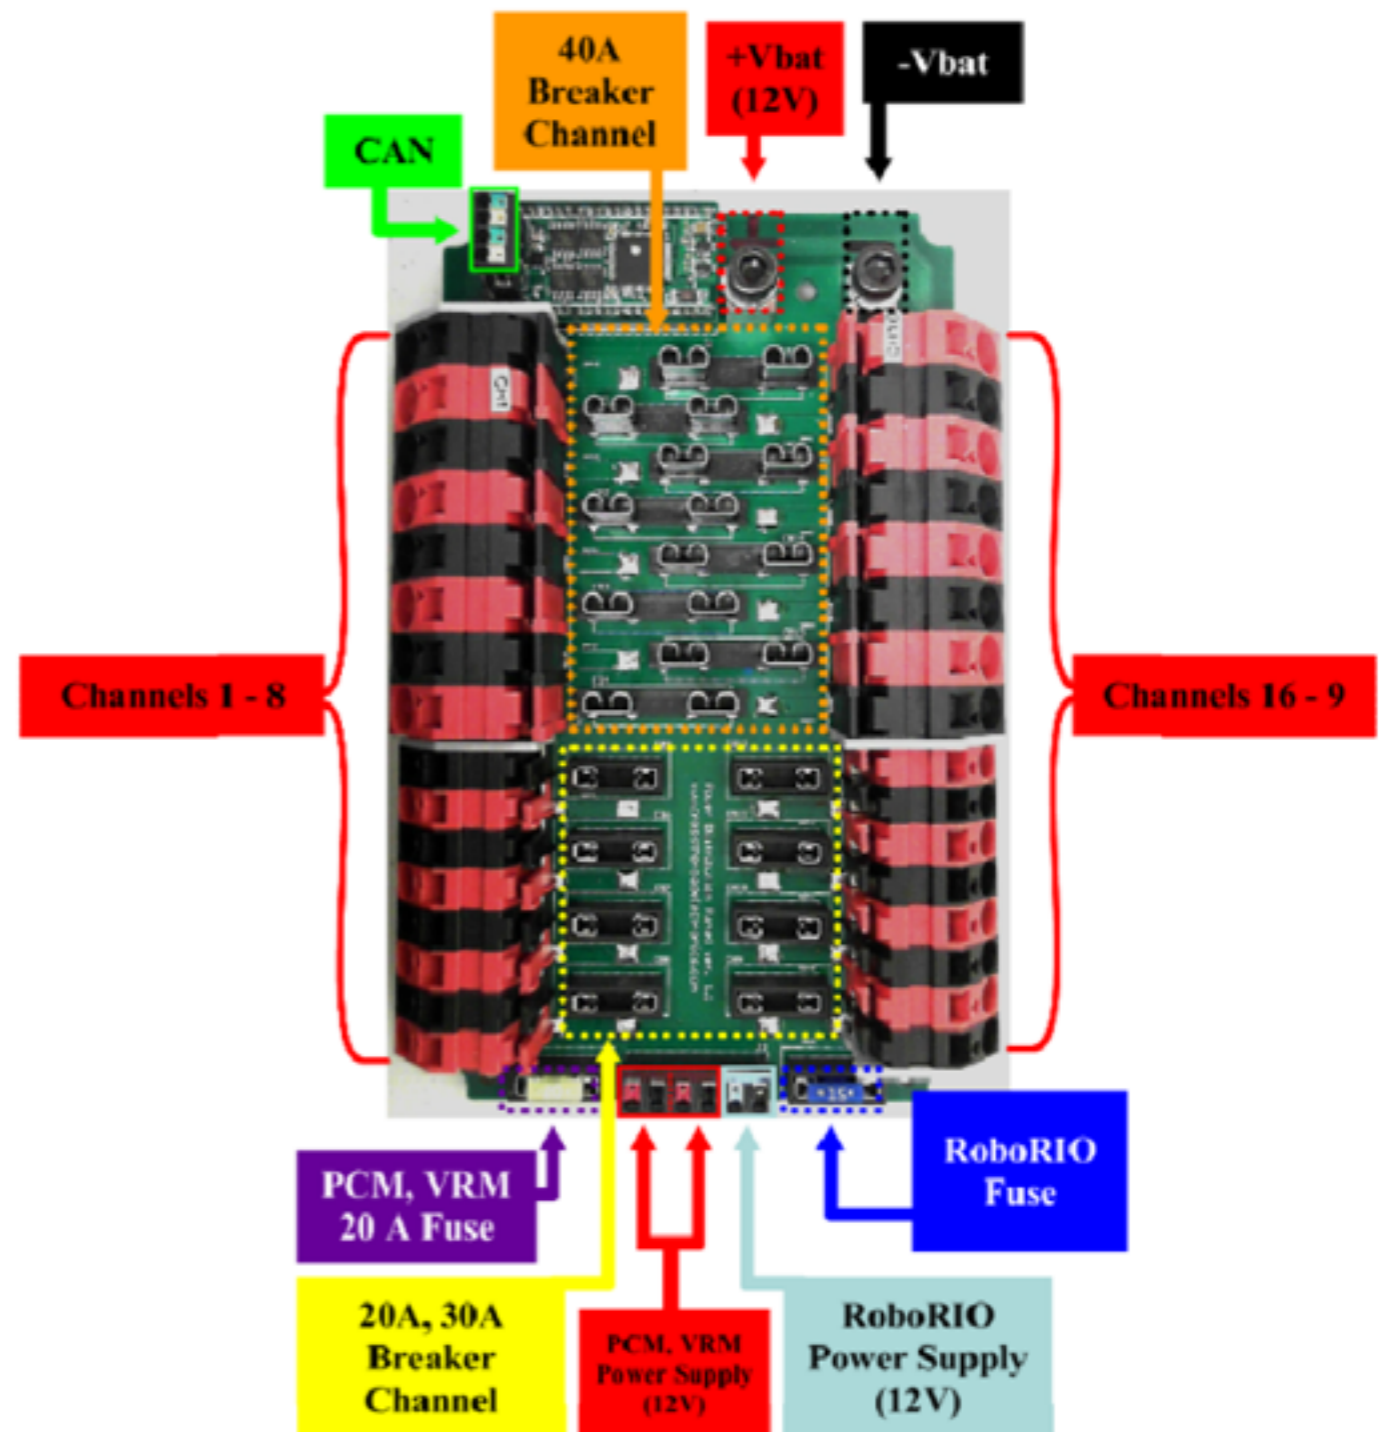 40A
Breaker
Channel
+Vbat
(12V)
-Vbat
CAN
Channels 1 - 8
Channels 16 - 9
PCM, VRM
20 A Fuse
RoboRIO
Fuse
20A, 30A
Breaker
Channel
PCM, VRM
Power Supply
(12V)
RoboRIO
Power Supply
(12V)